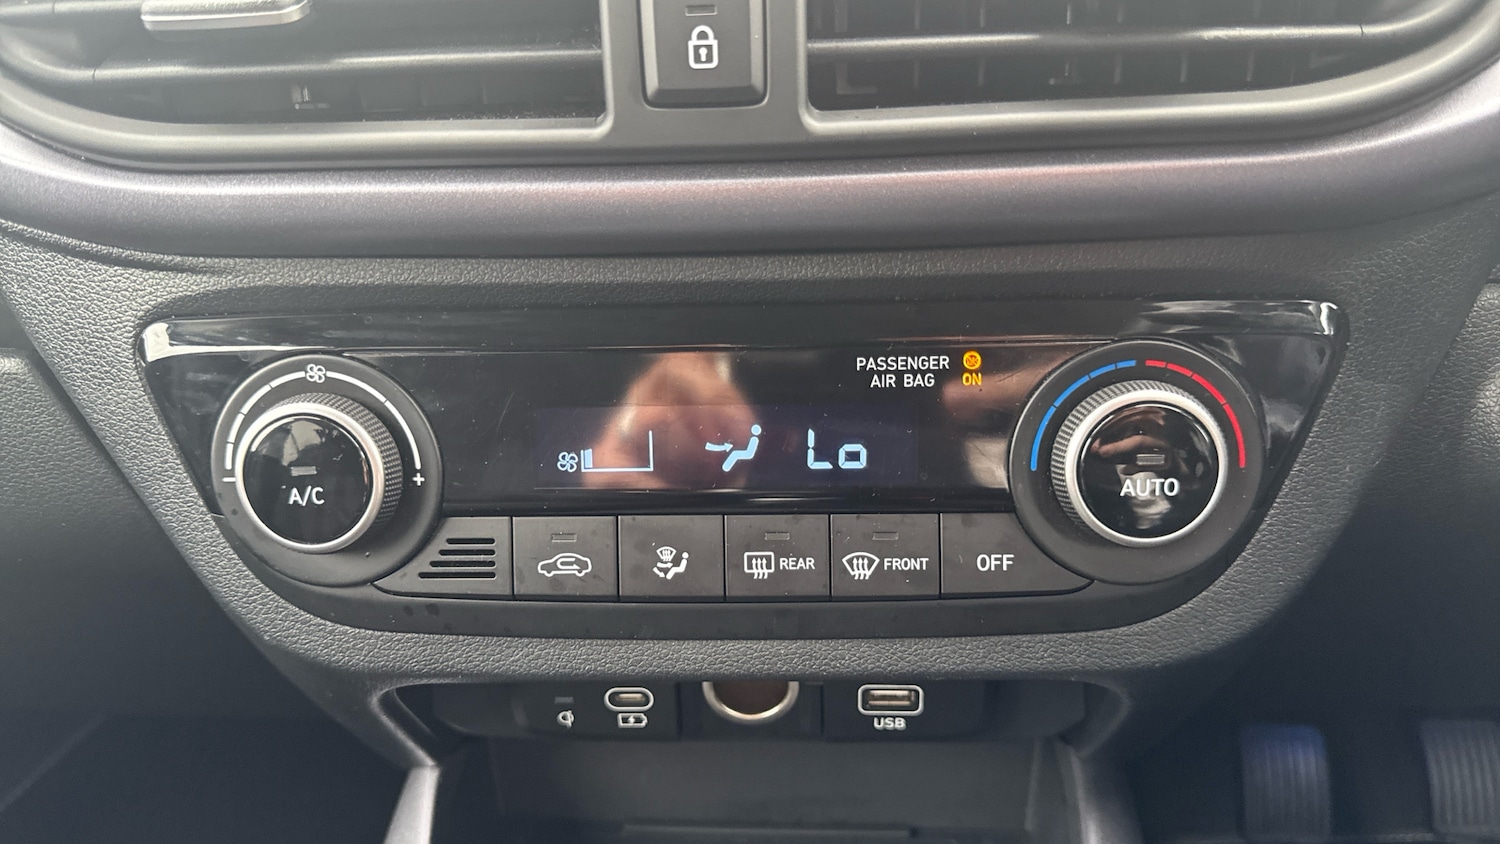 PASSENGER
AIR BAG ON
- +
A/C
Lo
AUTO
REAR
FRONT
OFF
USB